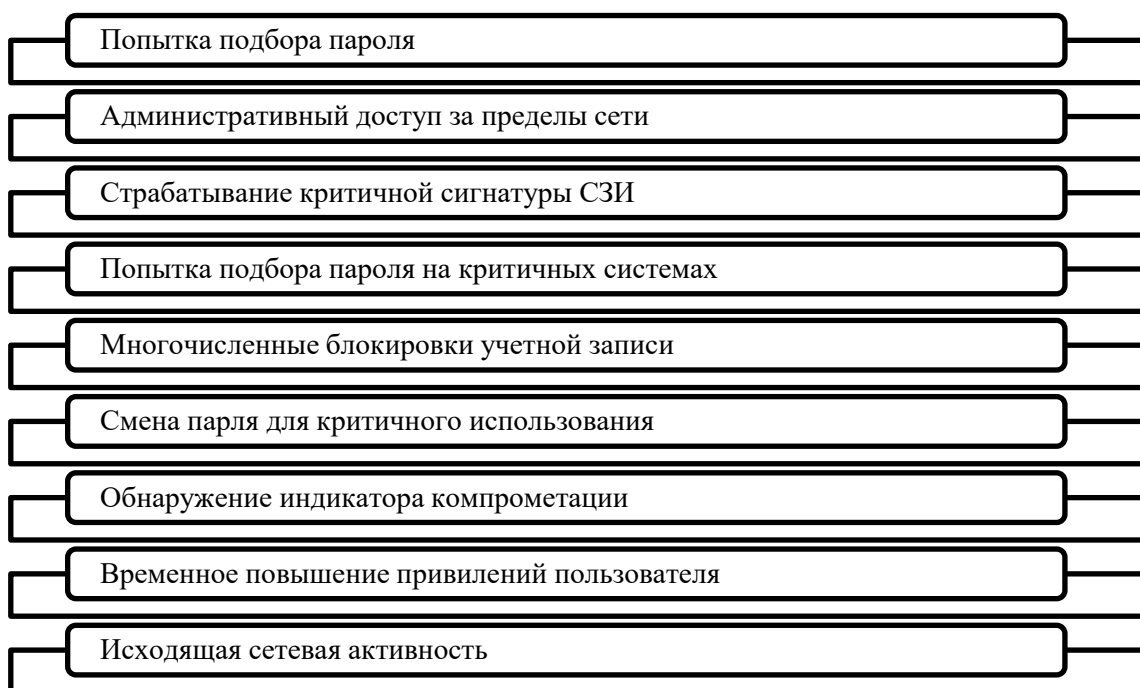 Попытка подбора пароля
Административный доступ за пределы сети
Страбатывание критичной сигнатуры СЗИ
Попытка подбора пароля на критичных системах
Многочисленные блокировки учетной записи
Смена парля для критичного использования
Обнаружение индикатора компрометации
Временное повышение привилений пользователя
Исходящая сетевая активность